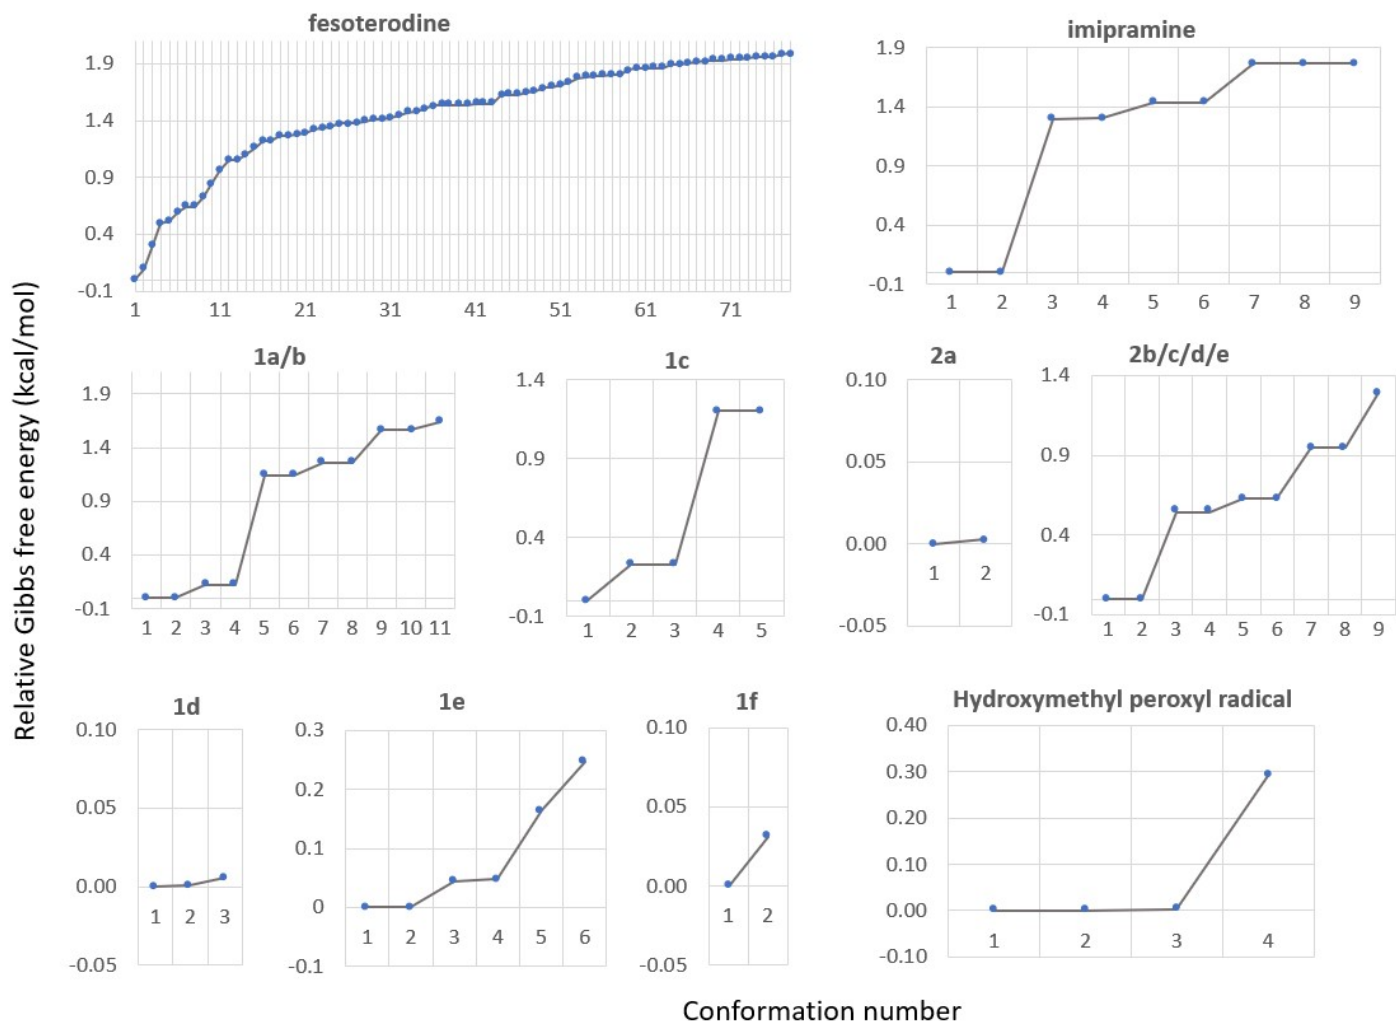 fesoterodine
1.9
1.4
0.9
0.4
-0.1
1 11 21 31 41 51 61 71
imipramine
1.9
1.4
0.9
0.4
-0.1
1 2 3 4 5 6 7 8 9
Relative Gibbs free energy (kcal/mol)
1a/b
1.9
1.4
0.9
0.4
-0.1
1 2 3 4 5 6 7 8 9 10 11
1c
1.4
0.9
0.4
-0.1
1 2 3 4 5
2a
0.10
0.05
0.00
-0.05
1 2
2b/c/d/e
1.4
0.9
0.4
-0.1
1 2 3 4 5 6 7 8 9
1d
0.10
0.05
0.00
-0.05
1 2 3
1e
0.3
0.2
0.1
0
-0.1
1 2 3 4 5 6
1f
0.10
0.05
0.00
-0.05
1 2
Hydroxymethyl peroxyl radical
0.40
0.30
0.20
0.10
0.00
-0.10
1 2 3 4
Conformation number